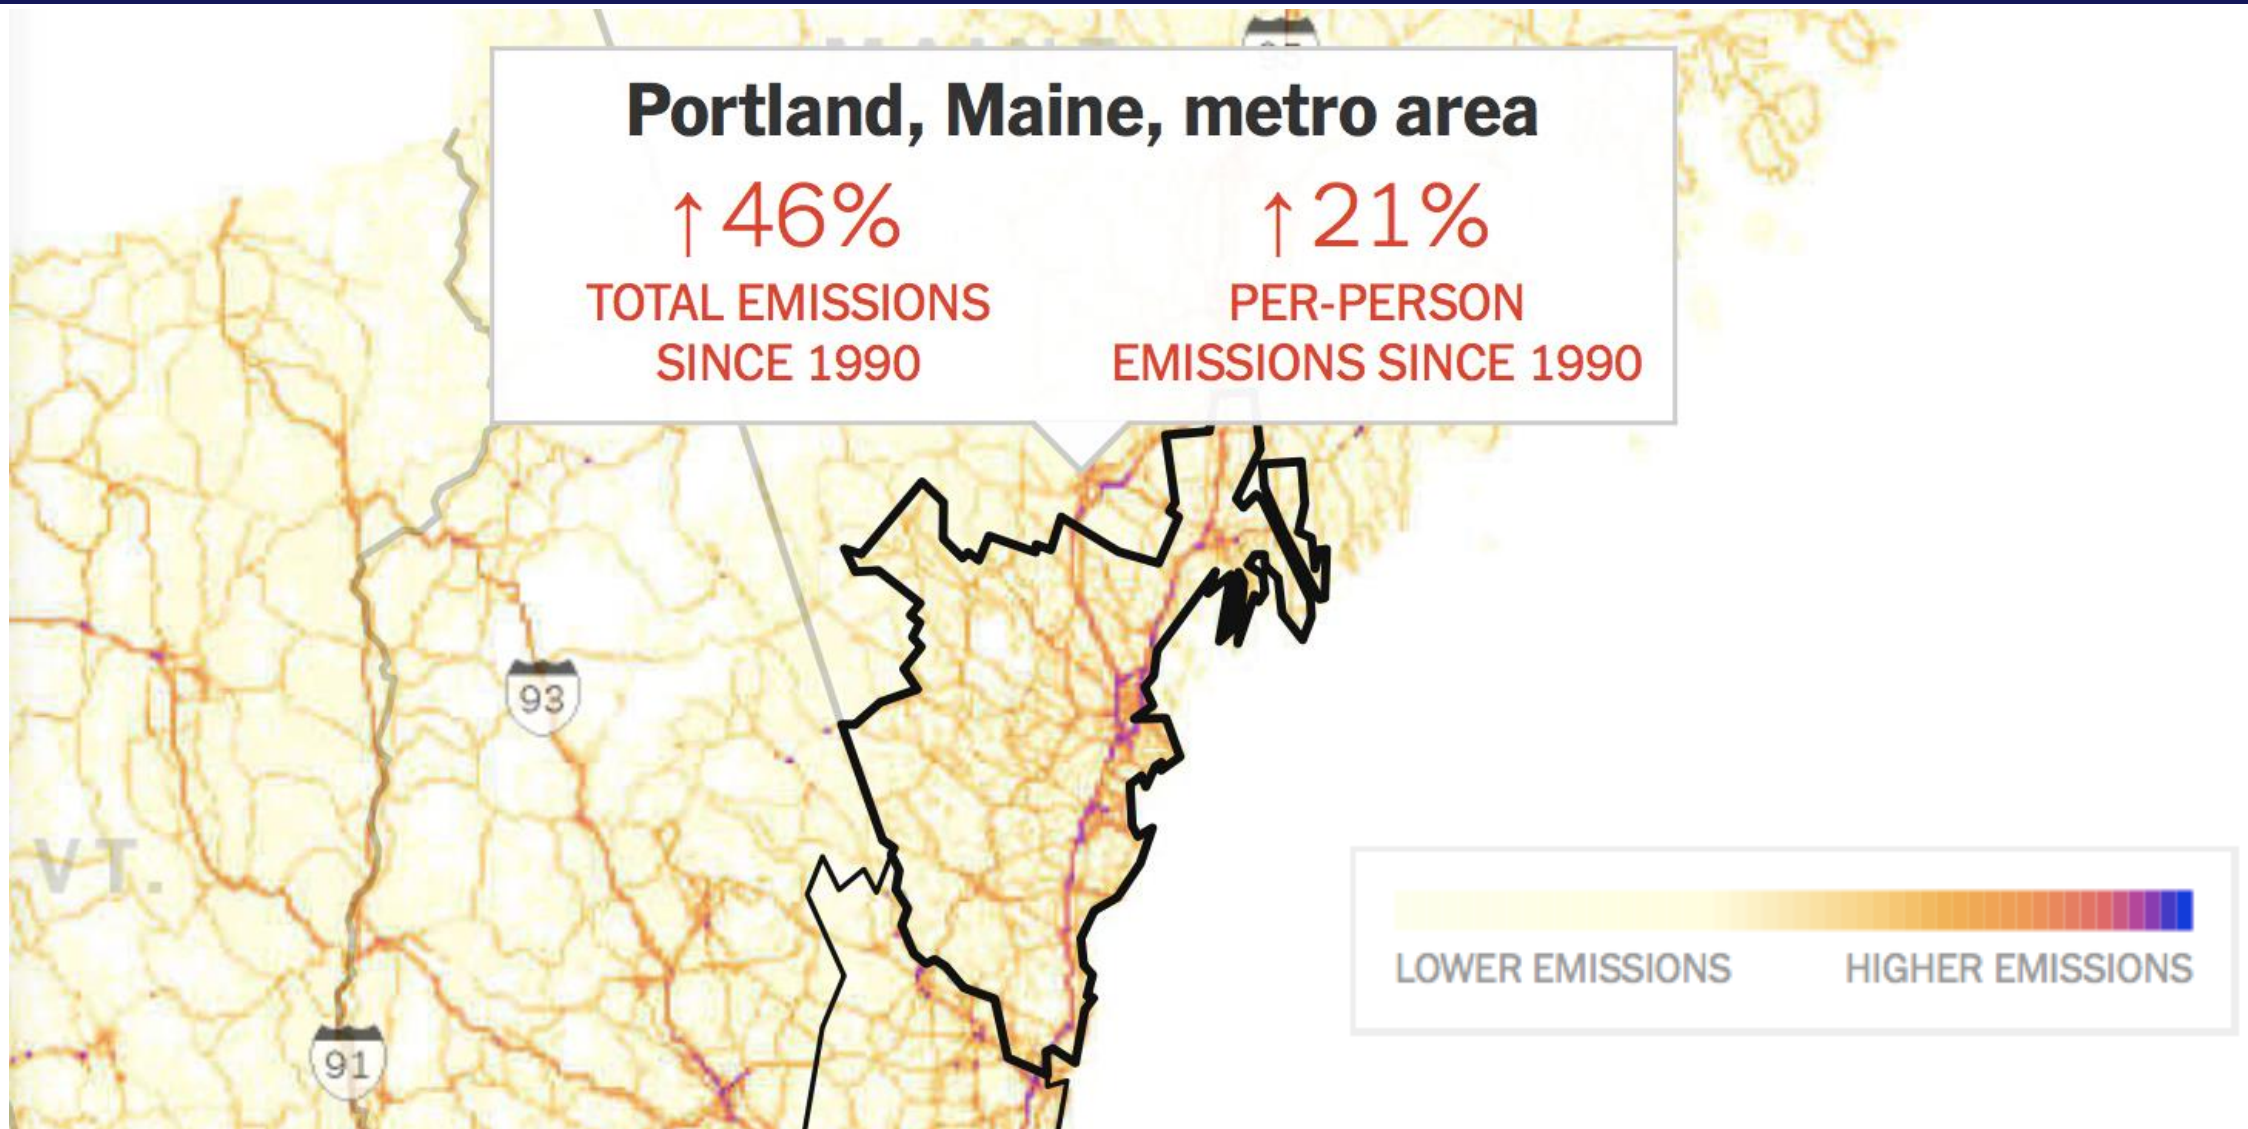 Portland, Maine, metro area
↑46% ↑21%
TOTAL EMISSIONS PER-PERSON
SINCE 1990 EMISSIONS SINCE 1990
93
VT.
LOWER EMISSIONS HIGHER EMISSIONS
91